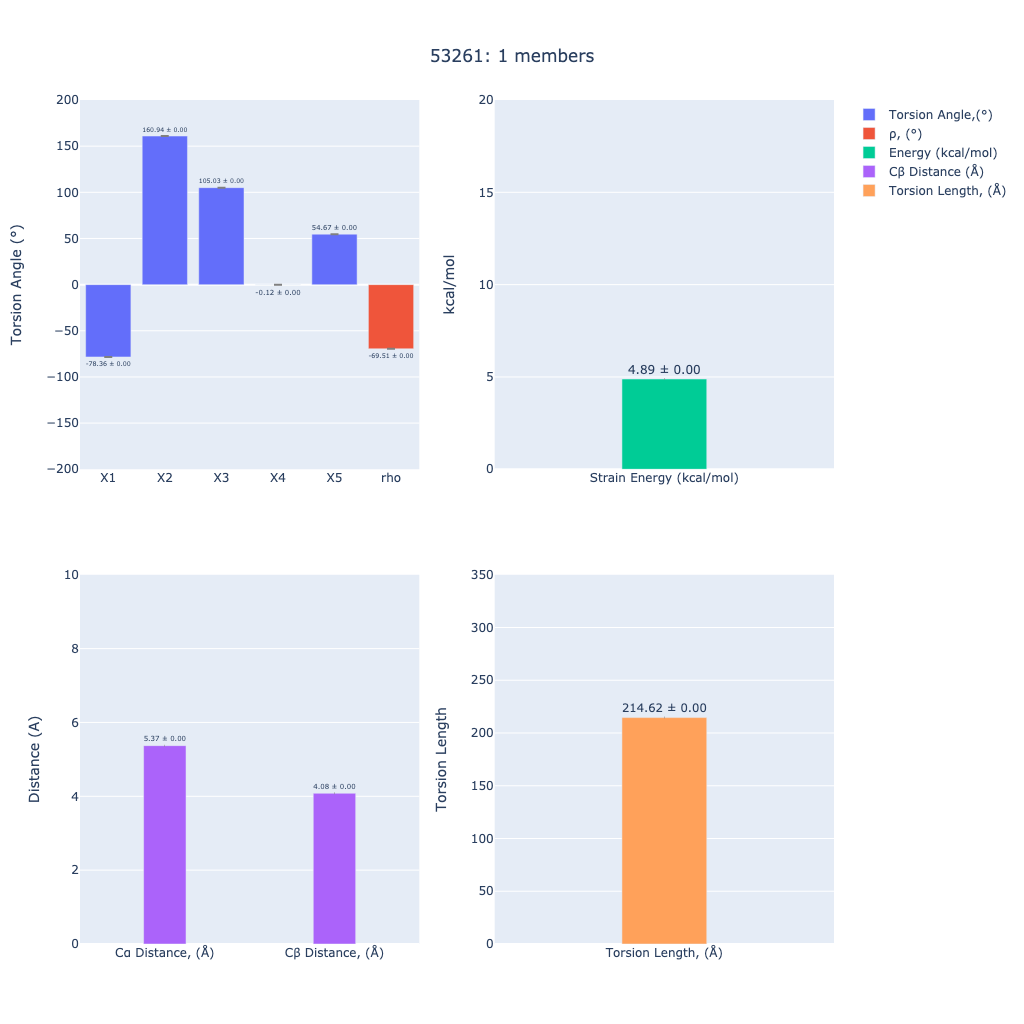 53261: 1 members
Torsion Angle (°)
200
150
100
50
0
−50
−100
−150
−200
-78.36 ± 0.00
160.94 ± 0.00
105.03 ± 0.00
-0.12 ± 0.00
54.67 ± 0.00
-69.51 ± 0.00
X1 X2 X3 X4 X5 rho
kcal/mol
20
15
10
5
0
4.89 ± 0.00
Strain Energy (kcal/mol)
Torsion Angle,(°)
ρ, (°)
Energy (kcal/mol)
Cβ Distance (Å)
Torsion Length, (Å)
Distance (A)
10
8
6
4
2
0
5.37 ± 0.00
4.08 ± 0.00
Cα Distance, (Å) Cβ Distance, (Å)
Torsion Length
350
300
250
200
150
100
50
0
214.62 ± 0.00
Torsion Length, (Å)